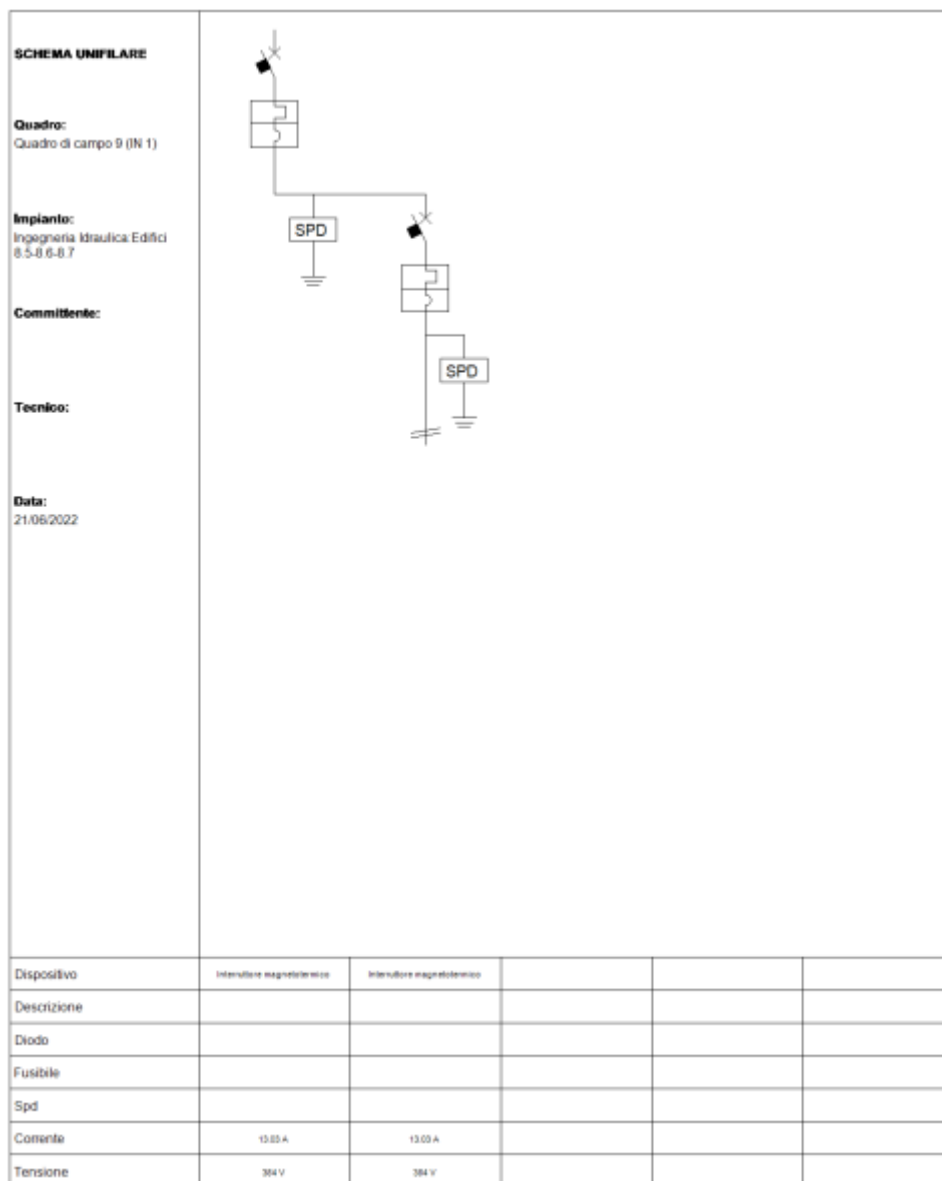 SCHEMA UNIFILARE
Quadro:
Quadro di campo 9 (IN 1)
Impianto:
Ingegneria Idraulica:Edifici
8.5-8.6-8.7
Committente:
Tecnico:
Data:
21/06/2022
SPD
SPD
Dispositivo Interruttore magnetotermico Interruttore magnetotermico
Descrizione
Diodo
Fusibile
Spd
Corrente 13.03 A 13.03 A
Tensione 384 V 384 V